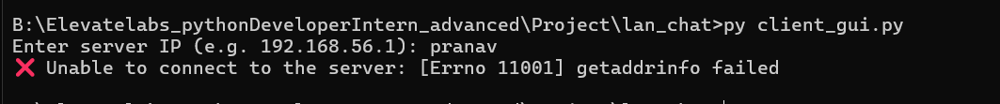 B:\Elevatelabs_pythonDeveloperIntern_advanced\Project\lan_chat>py client_gui.py
Enter server IP (e.g. 192.168.56.1): pranav
❌ Unable to connect to the server: [Errno 11001] getaddrinfo failed